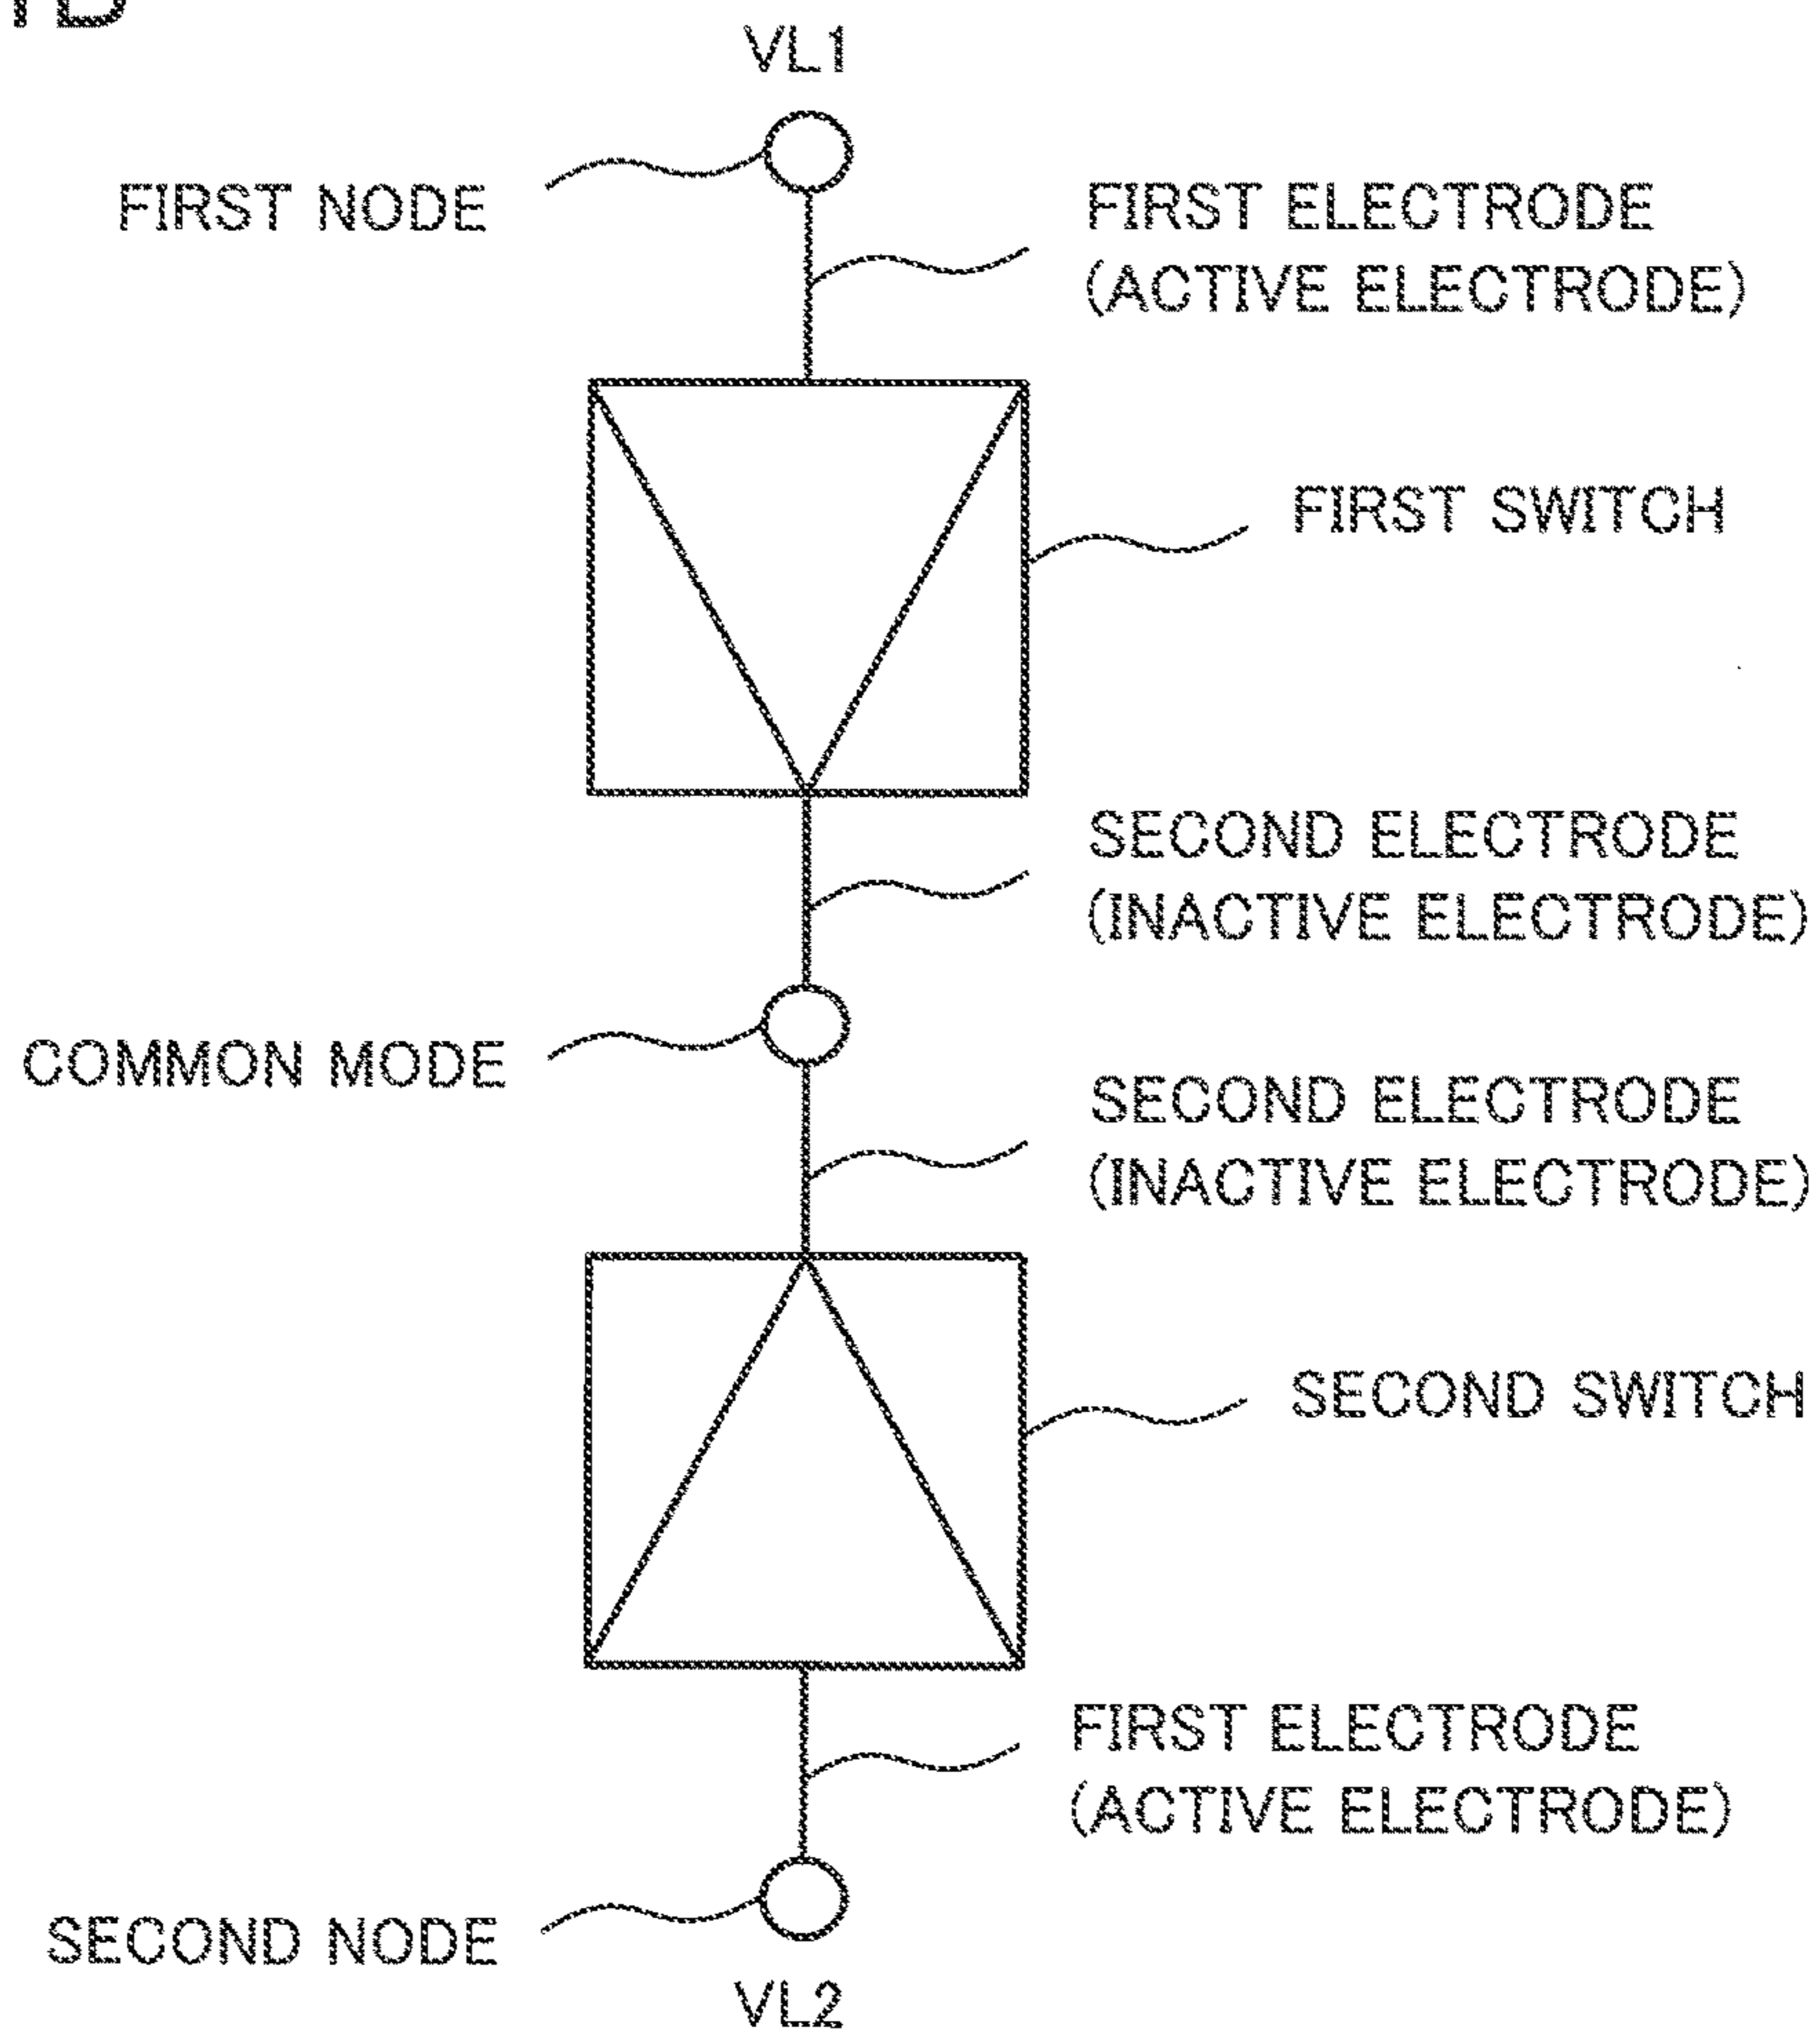 VL1
FIRST NODE
FIRST ELECTRODE
(ACTIVE ELECTRODE)
FIRST SWITCH
SECOND ELECTRODE
(INACTIVE ELECTRODE)
COMMON MODE
SECOND ELECTRODE
(INACTIVE ELECTRODE)
SECOND SWITCH
FIRST ELECTRODE
(ACTIVE ELECTRODE)
SECOND NODE
VL2